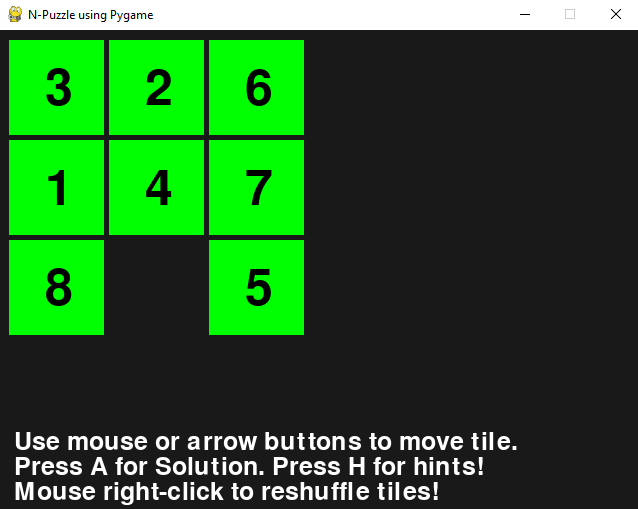 N-Puzzle using Pygame
3 2 6
1 4 7
8 5
Use mouse or arrow buttons to move tile.
Press A for Solution. Press H for hints!
Mouse right-click to reshuffle tiles!